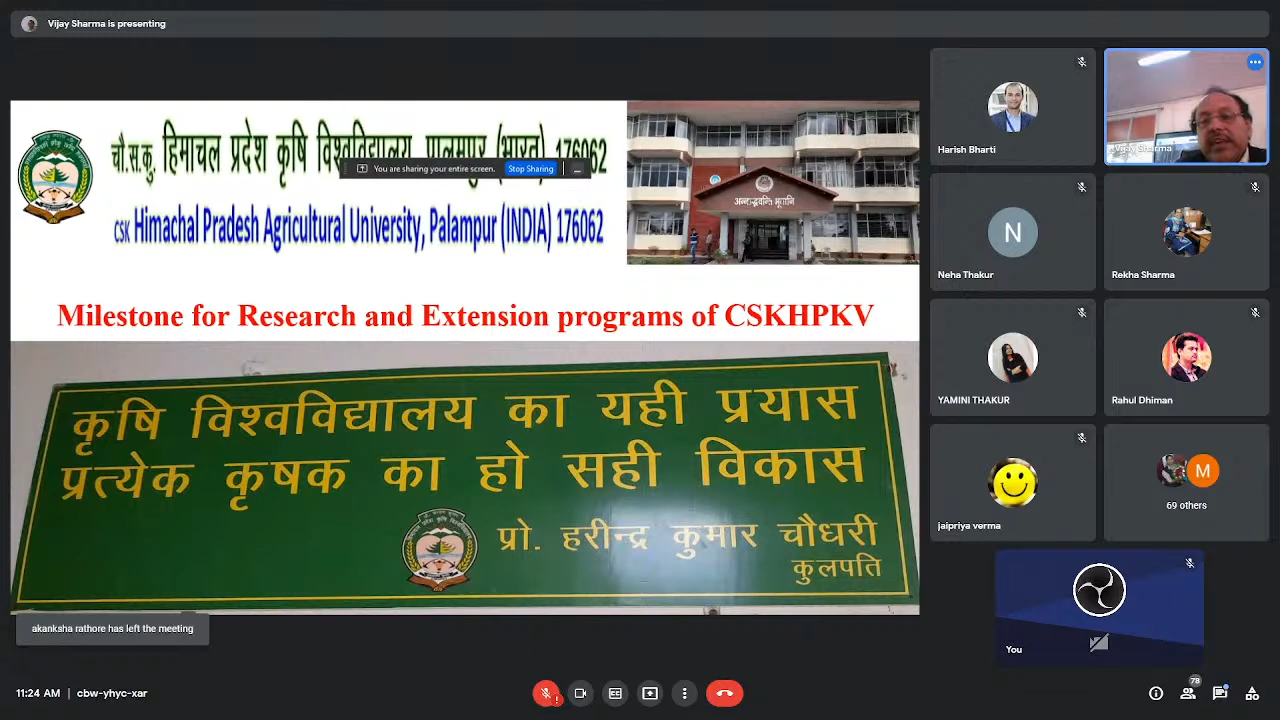 Vijay Sharma is presenting
चौ.स.कु. हिमाचल प्रदेश कृषि विश्वविद्यालय, पालमपुर (भारत) 176062
You are sharing your entire screen.
Stop Sharing
CSK Himachal Pradesh Agricultural University, Palampur (INDIA) 176062
अन्नाद्भवन्ति भूतानि
Milestone for Research and Extension programs of CSKHPKV
कृषि विश्वविद्यालय का यही प्रयास
प्रत्येक कृषक का हो सही विकास
प्रो. हरीन्द्र कुमार चौधरी
कुलपति
akanksha rathore has left the meeting
Harish Bharti
Vijay Sharma
N
Neha Thakur
Rekha Sharma
YAMINI THAKUR
Rahul Dhiman
jaipriya verma
M
69 others
You
11:24 AM | cbw-yhyc-xar
78